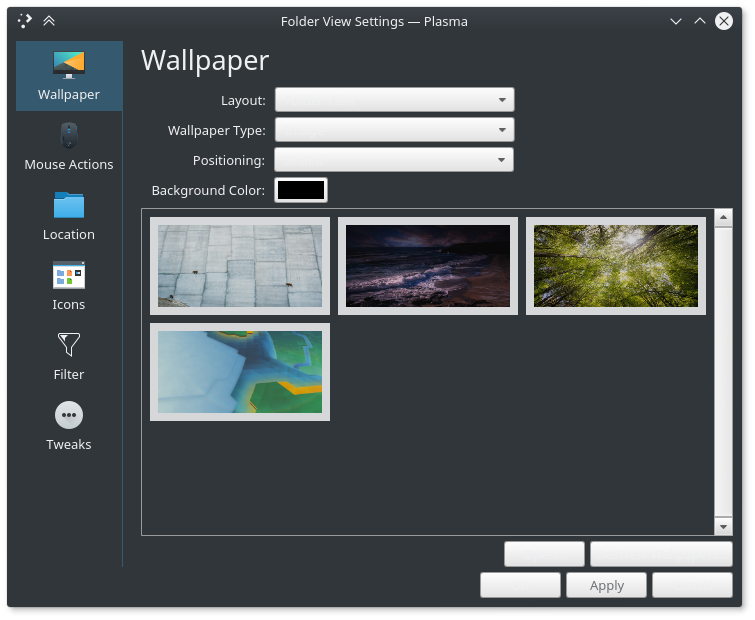 Folder View Settings — Plasma
Wallpaper
Mouse Actions
Location
Icons
Filter
Tweaks
Wallpaper
Layout:
Wallpaper Type:
Positioning:
Background Color:
Apply